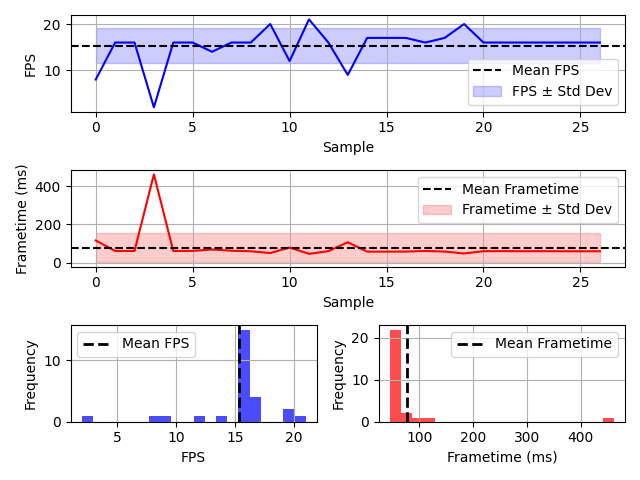 20
10
FPS
Mean FPS
FPS ± Std Dev
0 5 10 15 20 25
Sample
400
200
0
Frametime (ms)
Mean Frametime
Frametime ± Std Dev
0 5 10 15 20 25
Sample
10
0
Frequency
Mean FPS
5 10 15 20
FPS
20
10
0
Frequency
Mean Frametime
100 200 300 400
Frametime (ms)